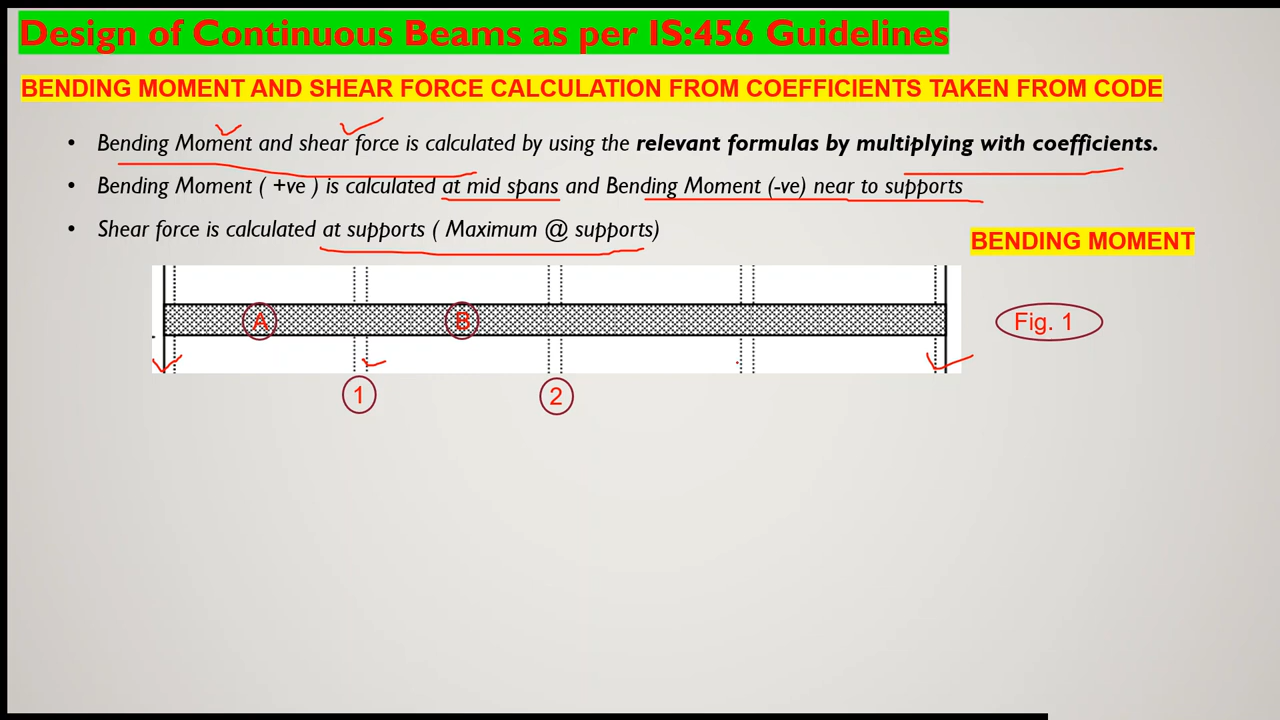 Design of Continuous Beams as per IS:456 Guidelines
BENDING MOMENT AND SHEAR FORCE CALCULATION FROM COEFFICIENTS TAKEN FROM CODE
• Bending Moment and shear force is calculated by using the relevant formulas by multiplying with coefficients.
• Bending Moment ( +ve ) is calculated at mid spans and Bending Moment (-ve) near to supports
• Shear force is calculated at supports ( Maximum @ supports)
BENDING MOMENT
A B
Fig. 1
1 2